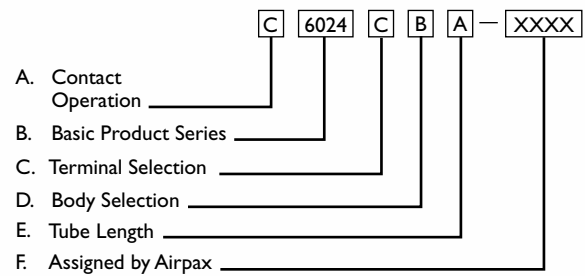 C 6024 C B A — XXXX
A. Contact
Operation
B. Basic Product Series
C. Terminal Selection
D. Body Selection
E. Tube Length
F. Assigned by Airpax